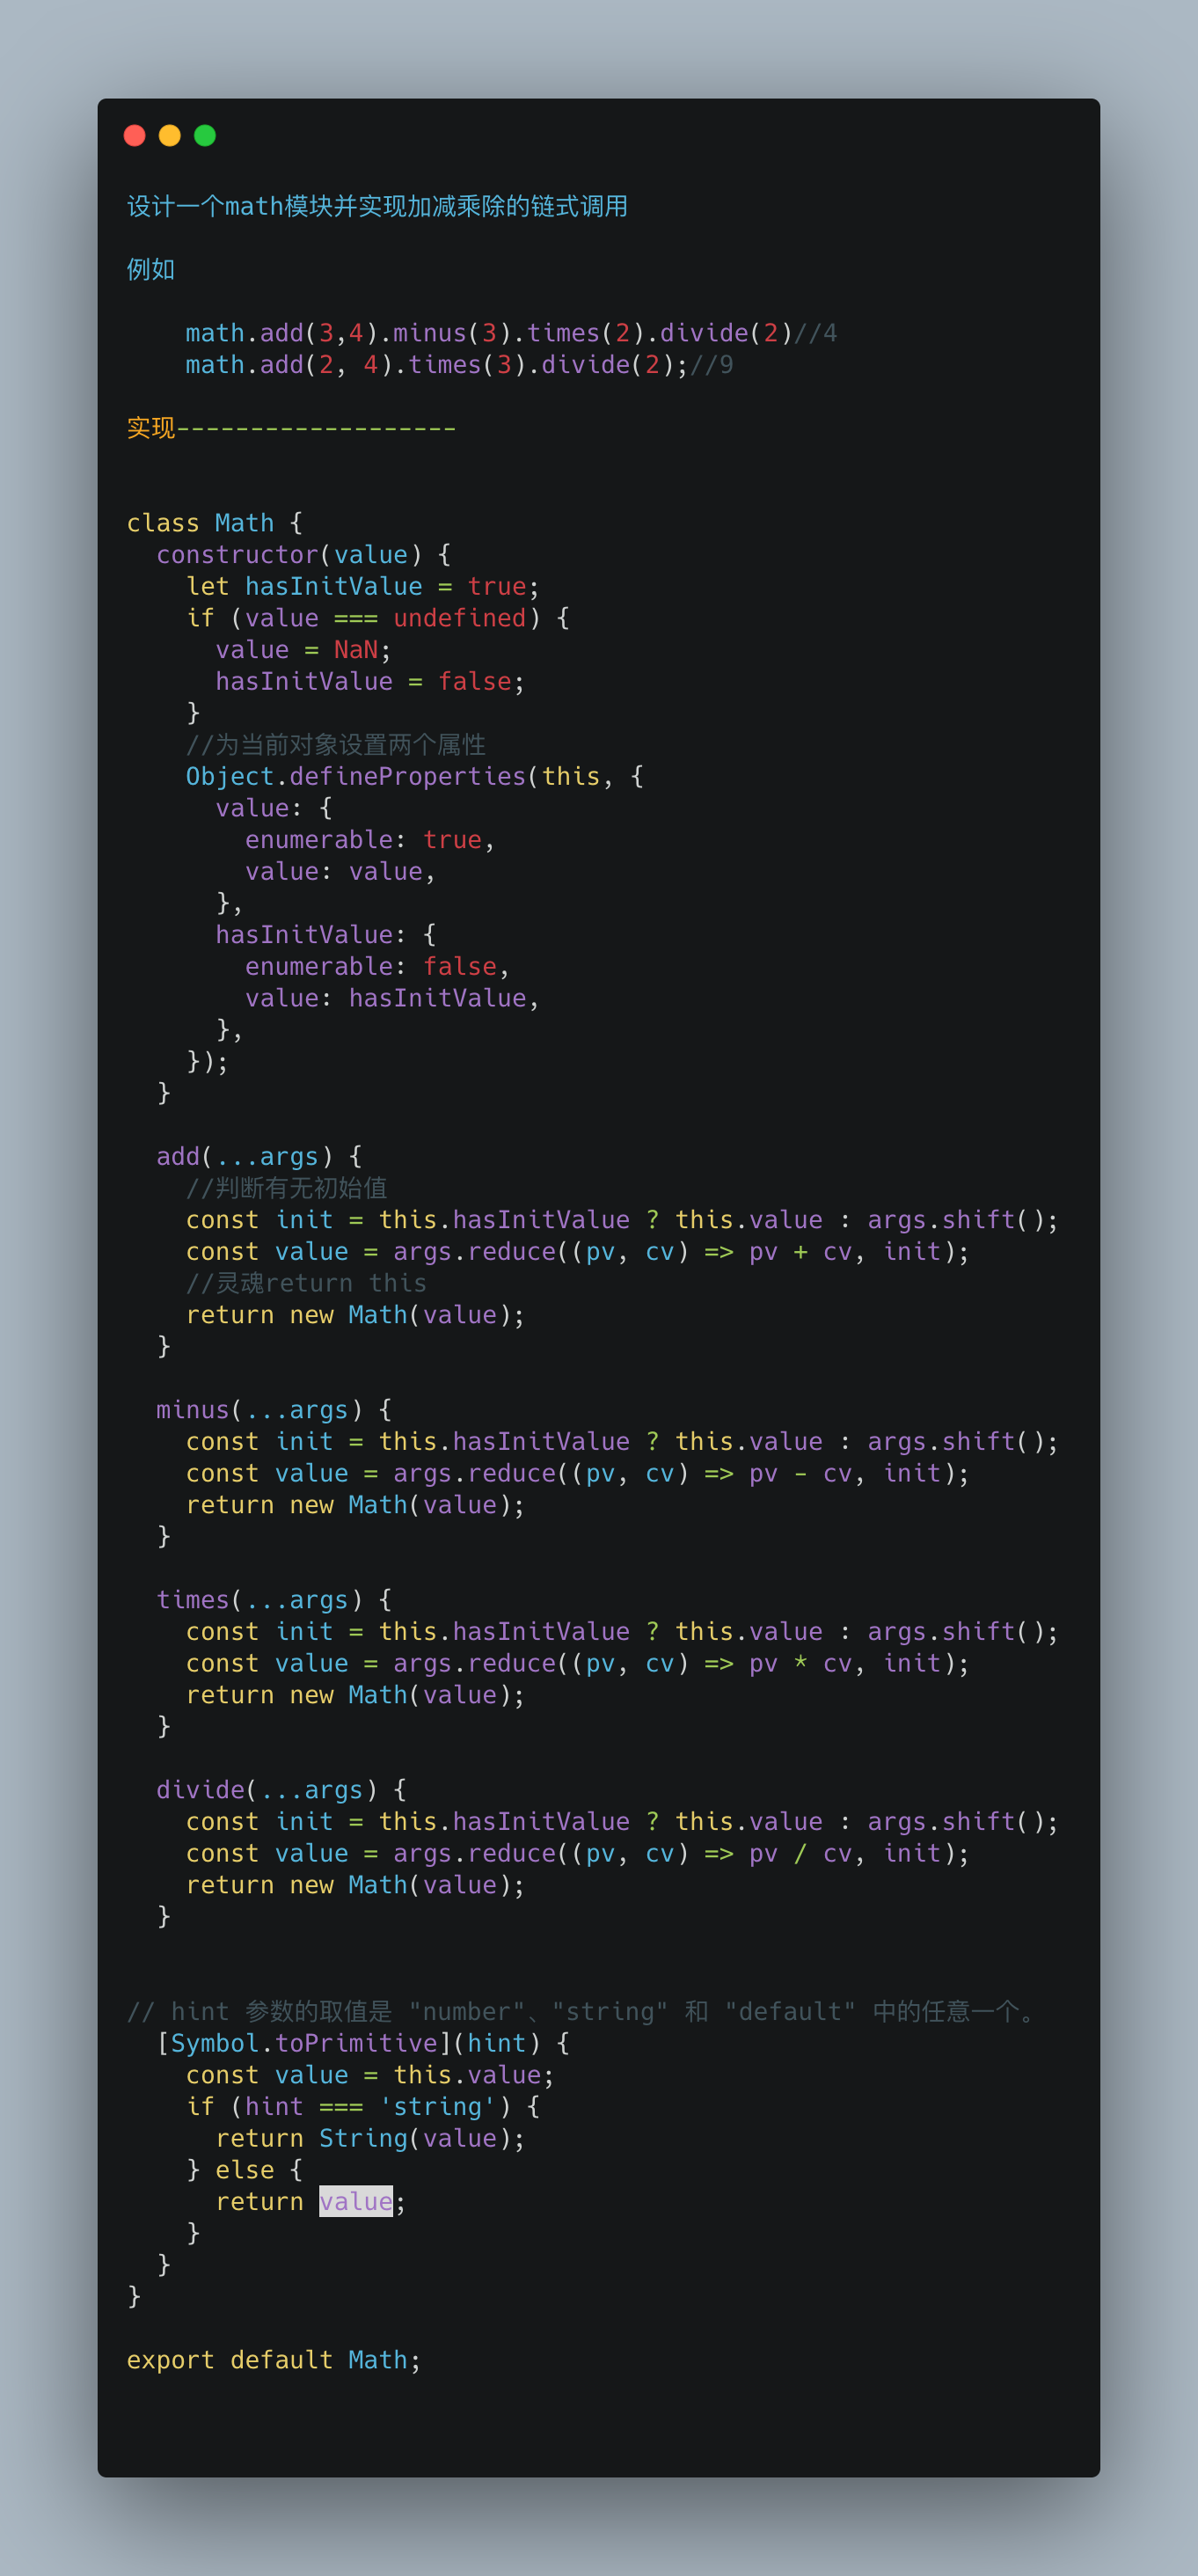 设计一个math模块并实现加减乘除的链式调用
例如
    math.add(3,4).minus(3).times(2).divide(2)//4
    math.add(2, 4).times(3).divide(2);//9
实现-------------------
class Math {
  constructor(value) {
    let hasInitValue = true;
    if (value === undefined) {
      value = NaN;
      hasInitValue = false;
    }
    //为当前对象设置两个属性
    Object.defineProperties(this, {
      value: {
        enumerable: true,
        value: value,
      },
      hasInitValue: {
        enumerable: false,
        value: hasInitValue,
      },
    });
  }
  add(...args) {
    //判断有无初始值
    const init = this.hasInitValue ? this.value : args.shift();
    const value = args.reduce((pv, cv) => pv + cv, init);
    //灵魂return this
    return new Math(value);
  }
  minus(...args) {
    const init = this.hasInitValue ? this.value : args.shift();
    const value = args.reduce((pv, cv) => pv - cv, init);
    return new Math(value);
  }
  times(...args) {
    const init = this.hasInitValue ? this.value : args.shift();
    const value = args.reduce((pv, cv) => pv * cv, init);
    return new Math(value);
  }
  divide(...args) {
    const init = this.hasInitValue ? this.value : args.shift();
    const value = args.reduce((pv, cv) => pv / cv, init);
    return new Math(value);
  }
// hint 参数的取值是 "number"、"string" 和 "default" 中的任意一个。
  [Symbol.toPrimitive](hint) {
    const value = this.value;
    if (hint === 'string') {
      return String(value);
    } else {
      return value;
    }
  }
}
export default Math;